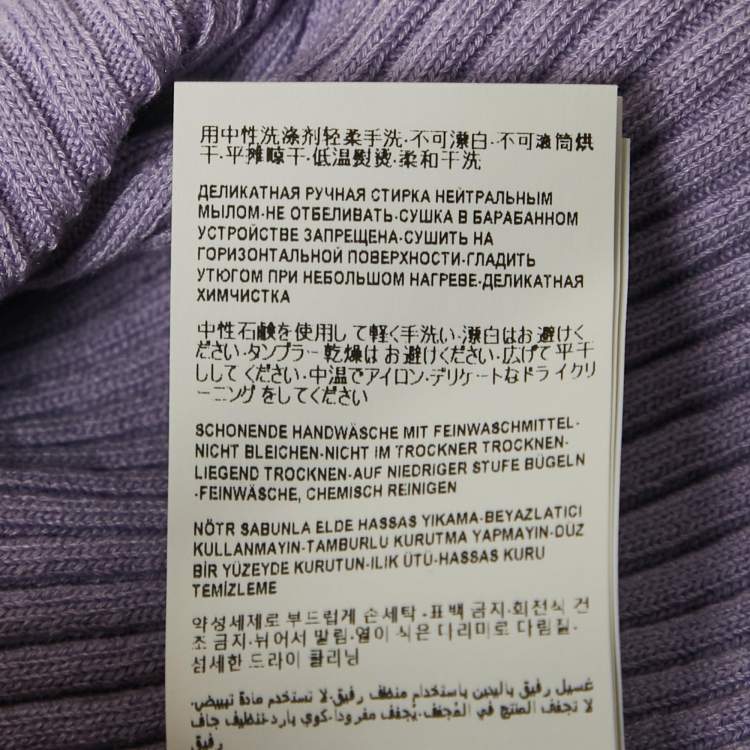 用中性洗涤剂轻柔手洗·不可漂白·不可滚筒烘
干·平摊晾干·低温熨烫·柔和干洗
ДЕЛИКАТНАЯ РУЧНАЯ СТИРКА НЕЙТРАЛЬНЫМ
МЫЛОМ-НЕ ОТБЕЛИВАТЬ-СУШКА В БАРАБАННОМ
УСТРОЙСТВЕ ЗАПРЕЩЕНА-СУШИТЬ НА
ГОРИЗОНТАЛЬНОЙ ПОВЕРХНОСТИ-ГЛАДИТЬ
УТЮГОМ ПРИ НЕБОЛЬШОМ НАГРЕВЕ-ДЕЛИКАТНАЯ
ХИМЧИСТКА
中性石鹸を使用して軽く手洗い·漂白はお避けく
ださい·タンブラー乾燥はお避けください·広げて平干
ししてください·中温でアイロン·デリケートなドライクリ
ーニングをしてください
SCHONENDE HANDWÄSCHE MIT FEINWASCHMITTEL-
NICHT BLEICHEN-NICHT IM TROCKNER TROCKNEN-
LIEGEND TROCKNEN-AUF NIEDRIGER STUFE BÜGELN
-FEINWÄSCHE, CHEMISCH REINIGEN
NÖTR SABUNLA ELDE HASSAS YIKAMA-BEYAZLATICI
KULLANMAYIN-TAMBURLU KURUTMA YAPMAYIN-DÜZ
BİR YÜZEYDE KURUTUN-ILIK ÜTÜ-HASSAS KURU
TEMİZLEME
약성세제로 부드럽게 손세탁 -표백 금지-회전식 건
조 금지-뉘어서 말림-열이 식은 다리미로 다림질-
섬세한 드라이 클리닝
غسيل رفيق باليدين باستخدام منظف رفيق-لا تستخدم مادة تبييض-
لا تجفف المنتج في المُجفف-يُجفف مفروداً-كوي بارد-تنظيف جاف
رفيق